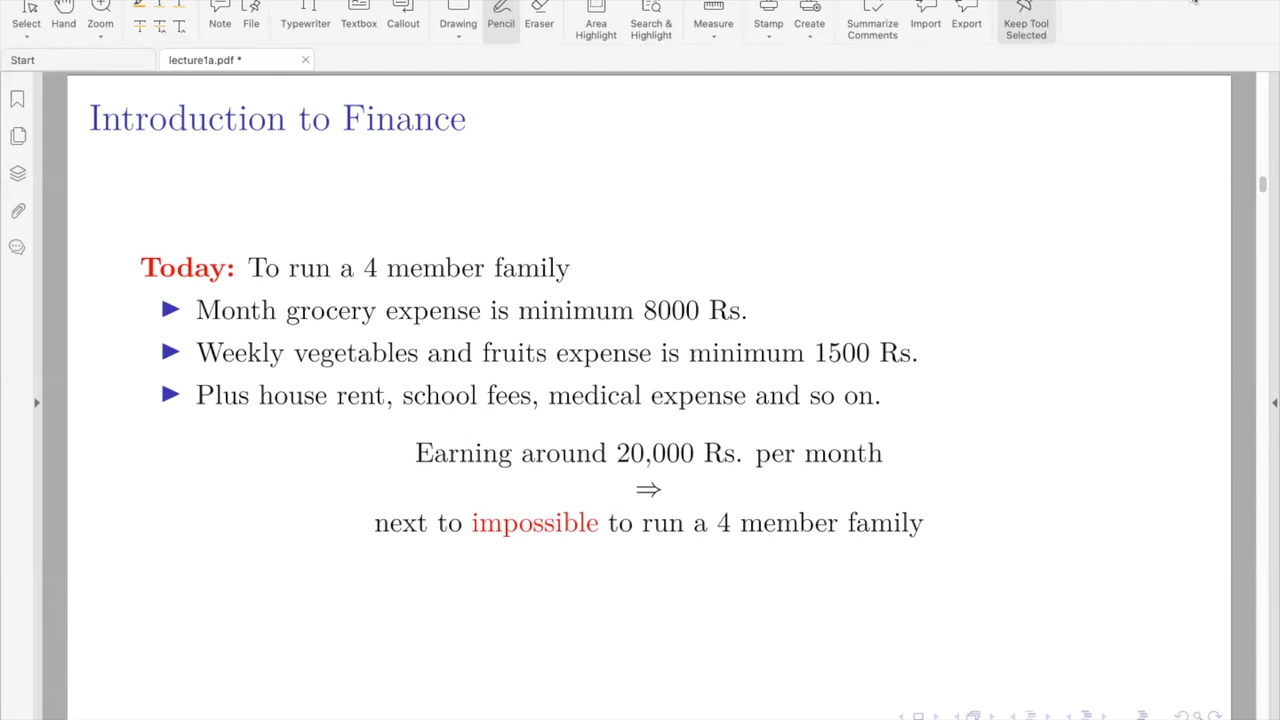 Select
Hand
Zoom
Note
File
Typewriter
Textbox
Callout
Drawing
Pencil
Eraser
Area
Highlight
Search &
Highlight
Measure
Stamp
Create
Summarize
Comments
Import
Export
Keep Tool
Selected
Start
lecture1a.pdf *
Introduction to Finance
Today: To run a 4 member family
Month grocery expense is minimum 8000 Rs.
Weekly vegetables and fruits expense is minimum 1500 Rs.
Plus house rent, school fees, medical expense and so on.
Earning around 20,000 Rs. per month
⇒
next to impossible to run a 4 member family